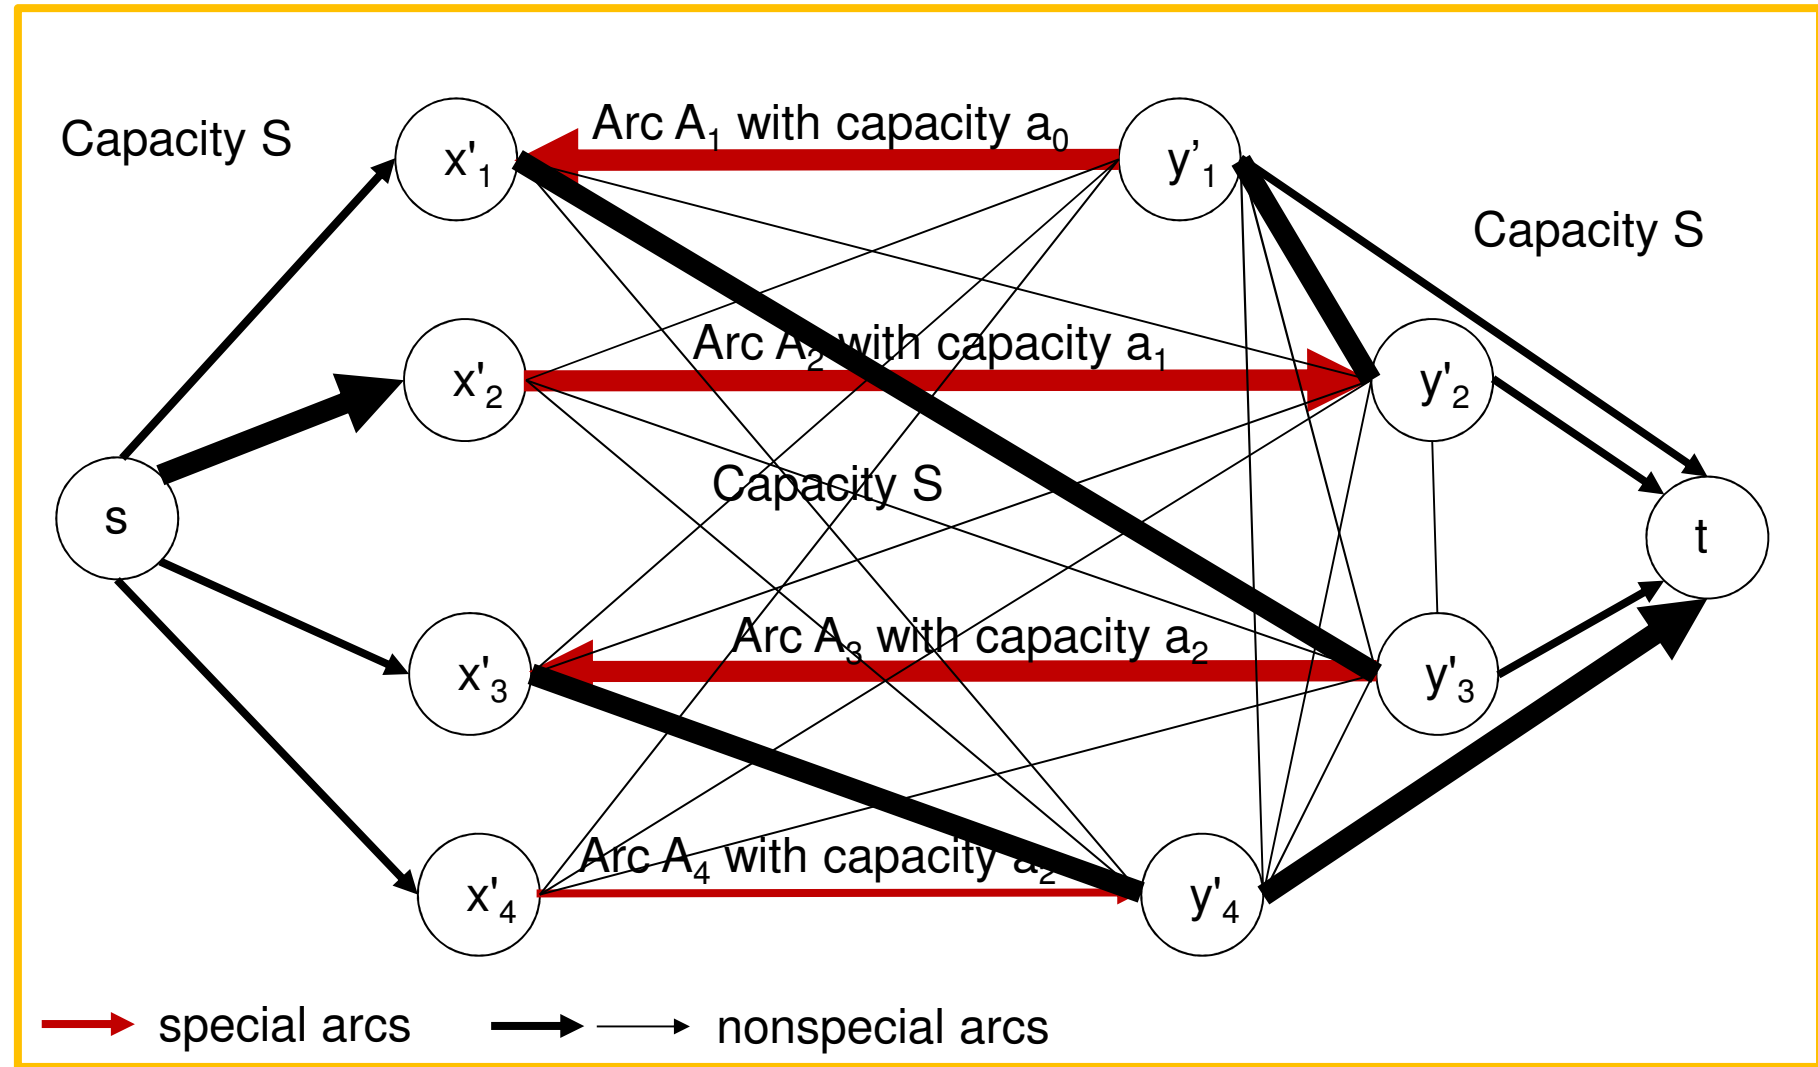 Capacity S
Arc A₁ with capacity a₀
x'₁
y’₁
Capacity S
Arc A₂ with capacity a₁
x'₂
y'₂
Capacity S
s
t
Arc A₃ with capacity a₂
x'₃
y'₃
Arc A₄ with capacity a₂
x'₄
y'₄
special arcs
nonspecial arcs